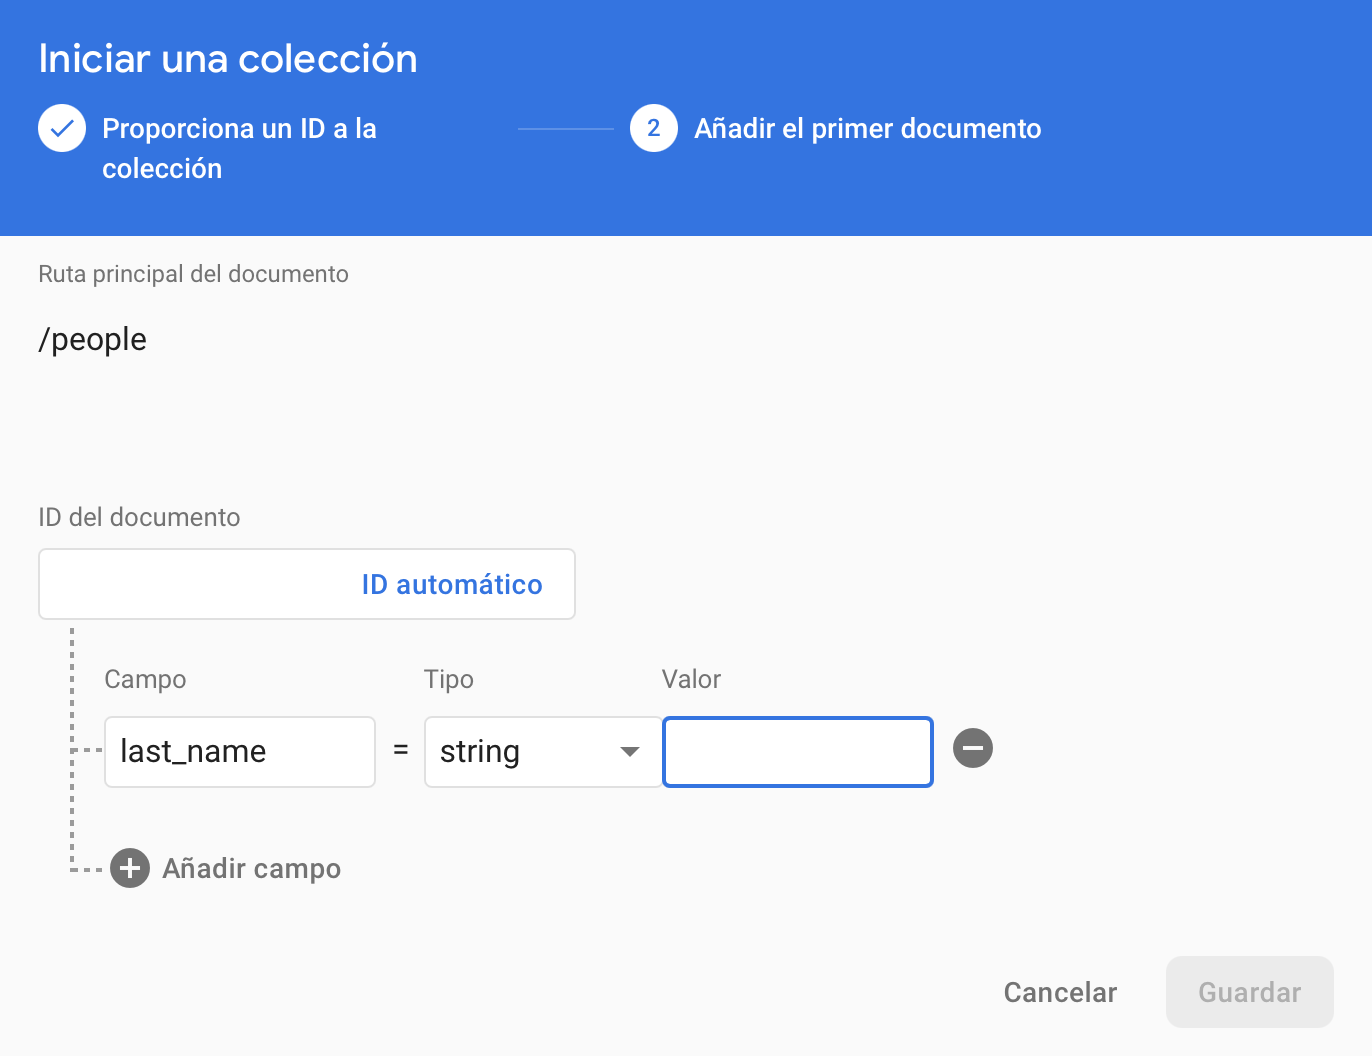 Iniciar una colección
Proporciona un ID a la
colección
2 Añadir el primer documento
Ruta principal del documento
/people
ID del documento
ID automático
Campo Tipo Valor
last_name = string
Añadir campo
Cancelar Guardar